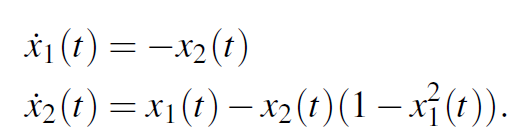 ẋ₁(t) = −x₂(t)
ẋ₂(t) = x₁(t) − x₂(t)(1 − x₁²(t)).